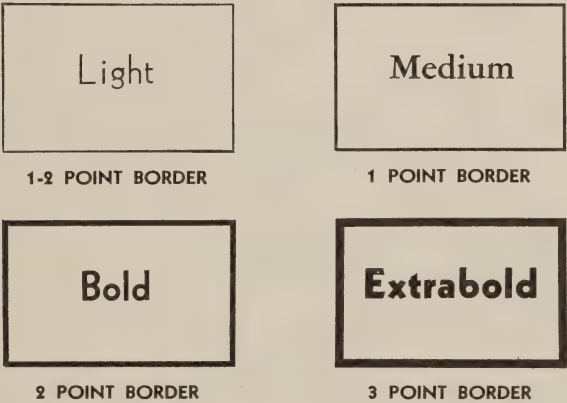 Light
Medium
1-2 POINT BORDER
1 POINT BORDER
Bold
Extrabold
2 POINT BORDER
3 POINT BORDER